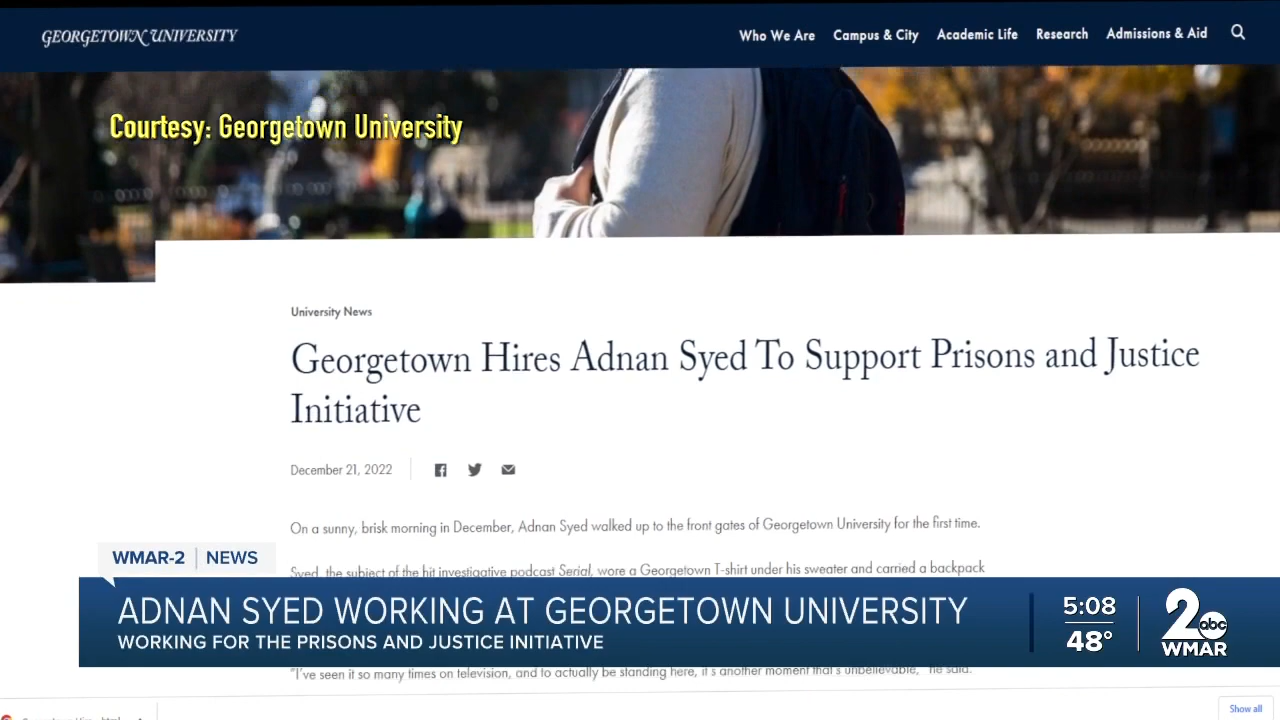 GEORGETOWN UNIVERSITY
Who We Are Campus & City Academic Life Research Admissions & Aid
Courtesy: Georgetown University
University News
Georgetown Hires Adnan Syed To Support Prisons and Justice
Initiative
December 21, 2022
On a sunny, brisk morning in December, Adnan Syed walked up to the front gates of Georgetown University for the first time.
Syed, the subject of the hit investigative podcast Serial, wore a Georgetown T-shirt under his sweater and carried a backpack
WMAR-2 | NEWS
ADNAN SYED WORKING AT GEORGETOWN UNIVERSITY
WORKING FOR THE PRISONS AND JUSTICE INITIATIVE
5:08
48°
2 abc
WMAR
"I've seen it so many times on television, and to actually be standing here, it's another moment that's unbelievable," he said.
Show all